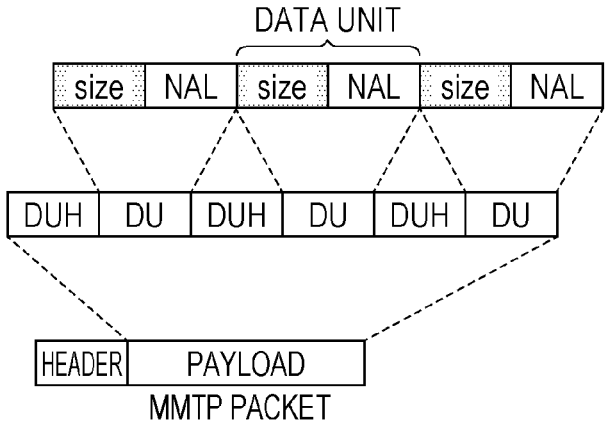 DATA UNIT
size NAL size NAL size NAL
DUH DU DUH DU DUH DU
HEADER PAYLOAD
MMTP PACKET